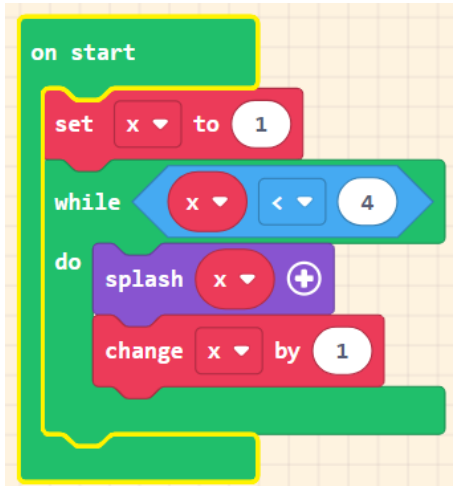 on start
set x to 1
while x < 4
do
splash x
change x by 1